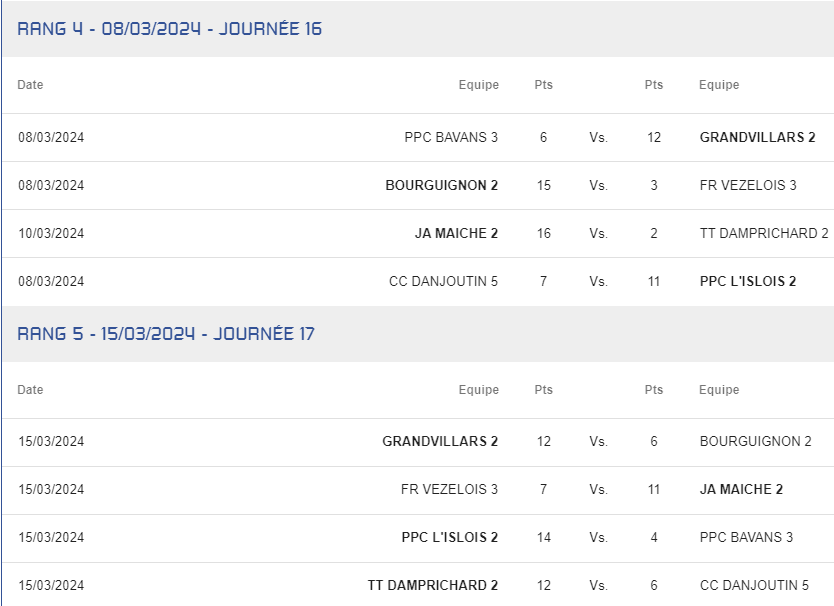 RANG 4 - 08/03/2024 - JOURNÉE 16
Date Equipe Pts Pts Equipe
08/03/2024 PPC BAVANS 3 6 Vs. 12 GRANDVILLARS 2
08/03/2024 BOURGUIGNON 2 15 Vs. 3 FR VEZELOIS 3
10/03/2024 JA MAICHE 2 16 Vs. 2 TT DAMPRICHARD 2
08/03/2024 CC DANJOUTIN 5 7 Vs. 11 PPC L'ISLOIS 2
RANG 5 - 15/03/2024 - JOURNÉE 17
Date Equipe Pts Pts Equipe
15/03/2024 GRANDVILLARS 2 12 Vs. 6 BOURGUIGNON 2
15/03/2024 FR VEZELOIS 3 7 Vs. 11 JA MAICHE 2
15/03/2024 PPC L'ISLOIS 2 14 Vs. 4 PPC BAVANS 3
15/03/2024 TT DAMPRICHARD 2 12 Vs. 6 CC DANJOUTIN 5